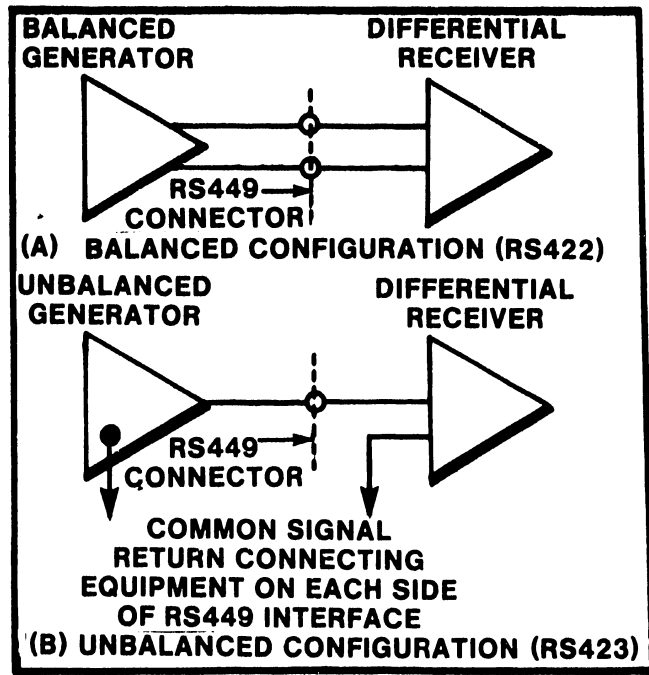 BALANCED GENERATOR
DIFFERENTIAL RECEIVER
RS449 CONNECTOR
(A) BALANCED CONFIGURATION (RS422)
UNBALANCED GENERATOR
DIFFERENTIAL RECEIVER
RS449 CONNECTOR
COMMON SIGNAL
RETURN CONNECTING
EQUIPMENT ON EACH SIDE
OF RS449 INTERFACE
(B) UNBALANCED CONFIGURATION (RS423)